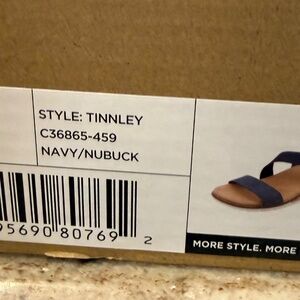 STYLE: TINNLEY
C36865-459
NAVY/NUBUCK
95690 80769 2
MORE STYLE. MORE